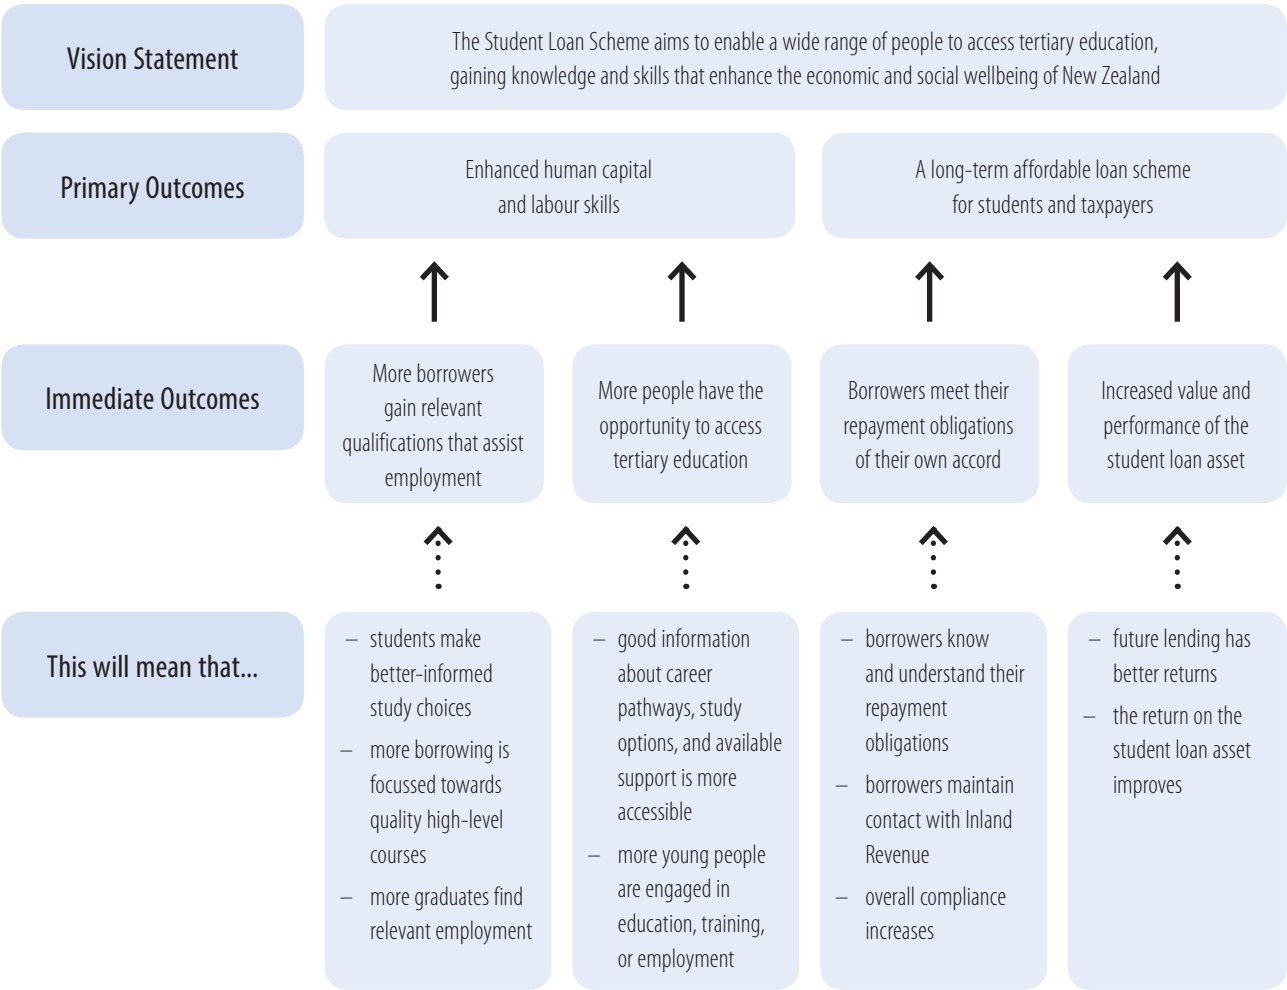 Vision Statement
The Student Loan Scheme aims to enable a wide range of people to access tertiary education,
gaining knowledge and skills that enhance the economic and social wellbeing of New Zealand
Primary Outcomes
Enhanced human capital
and labour skills
A long-term affordable loan scheme
for students and taxpayers
Immediate Outcomes
More borrowers
gain relevant
qualifications that assist
employment
More people have the
opportunity to access
tertiary education
Borrowers meet their
repayment obligations
of their own accord
Increased value and
performance of the
student loan asset
This will mean that...
– students make
better-informed
study choices
– more borrowing is
focussed towards
quality high-level
courses
– more graduates find
relevant employment
– good information
about career
pathways, study
options, and available
support is more
accessible
– more young people
are engaged in
education, training,
or employment
– borrowers know
and understand their
repayment
obligations
– borrowers maintain
contact with Inland
Revenue
– overall compliance
increases
– future lending has
better returns
– the return on the
student loan asset
improves